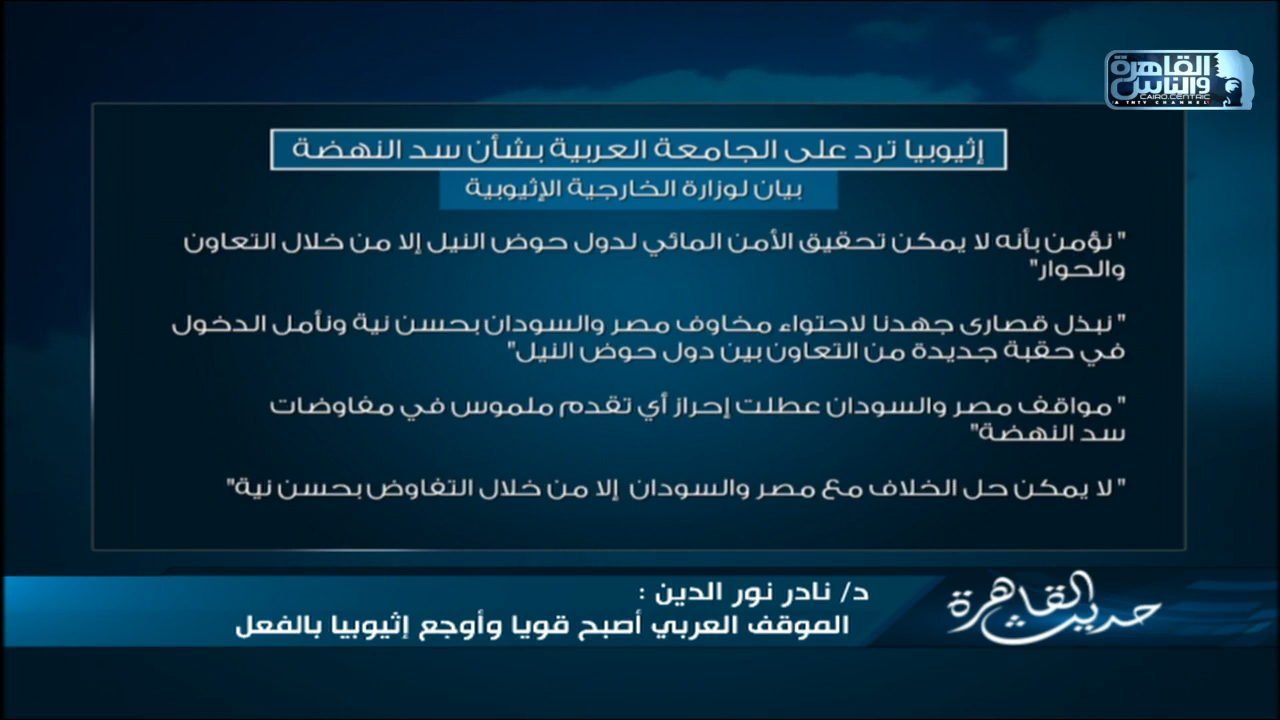 القاهرة
والناس
CAIRO.CENTRIC
A TNTV CHANNEL
إثيوبيا ترد على الجامعة العربية بشأن سد النهضة
بيان لوزارة الخارجية الإثيوبية
" نؤمن بأنه لا يمكن تحقيق الأمن المائي لدول حوض النيل إلا من خلال التعاون
والحوار"
" نبذل قصارى جهدنا لاحتواء مخاوف مصر والسودان بحسن نية ونأمل الدخول
في حقبة جديدة من التعاون بين دول حوض النيل"
" مواقف مصر والسودان عطلت إحراز أي تقدم ملموس في مفاوضات
سد النهضة"
" لا يمكن حل الخلاف مع مصر والسودان إلا من خلال التفاوض بحسن نية"
حديث القاهرة
د/ نادر نور الدين :
الموقف العربي أصبح قويا وأوجع إثيوبيا بالفعل